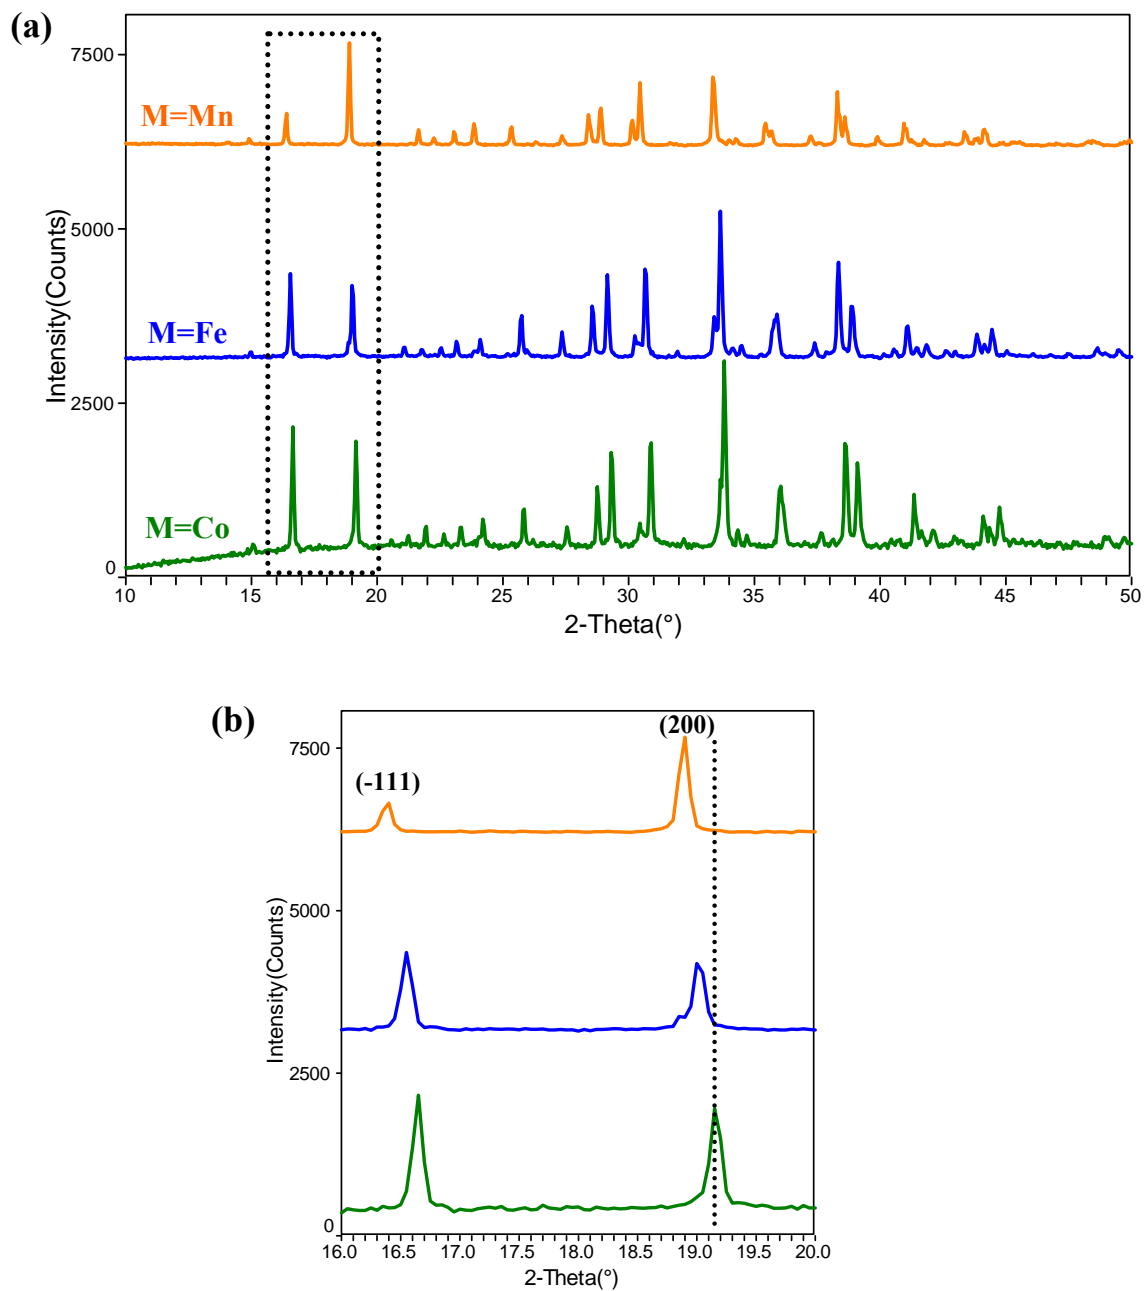 (a)
7500
M=Mn
5000
M=Fe
2500
M=Co
0
10 15 20 25 30 35 40 45 50
Intensity(Counts)
2-Theta(°)
(b)
(200)
7500
(-111)
5000
2500
0
16.0 16.5 17.0 17.5 18.0 18.5 19.0 19.5 20.0
Intensity(Counts)
2-Theta(°)